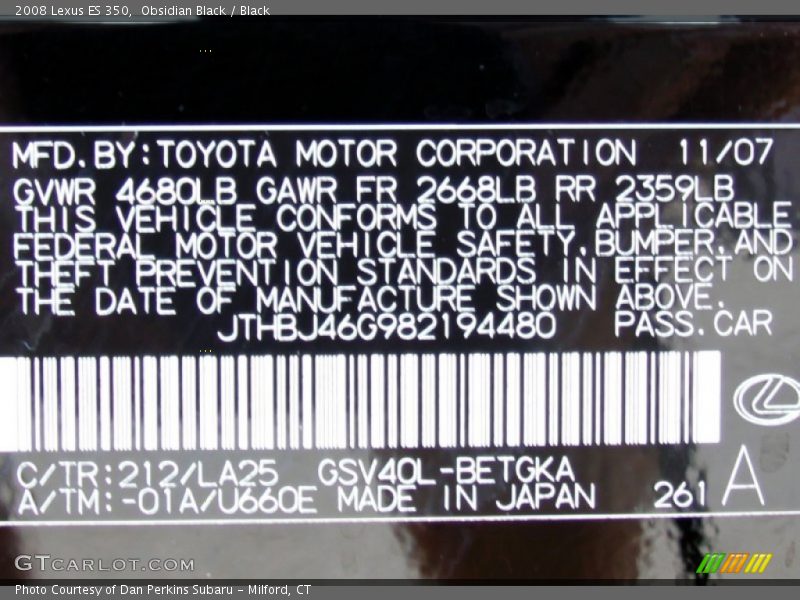 2008 Lexus ES 350,  Obsidian Black / Black
MFD. BY: TOYOTA MOTOR CORPORATION 11/07
GVWR 4680LB GAWR FR 2668LB RR 2359LB
THIS VEHICLE CONFORMS TO ALL APPLICABLE
FEDERAL MOTOR VEHICLE SAFETY, BUMPER, AND
THEFT PREVENTION STANDARDS IN EFFECT ON
THE DATE OF MANUFACTURE SHOWN ABOVE.
JTHBJ46G982194480 PASS. CAR
C/TR: 212/LA25 GSV40L-BETGKA
A/TM: -01A/U660E MADE IN JAPAN 261 A
GTCARLOT.COM
Photo Courtesy of Dan Perkins Subaru - Milford, CT